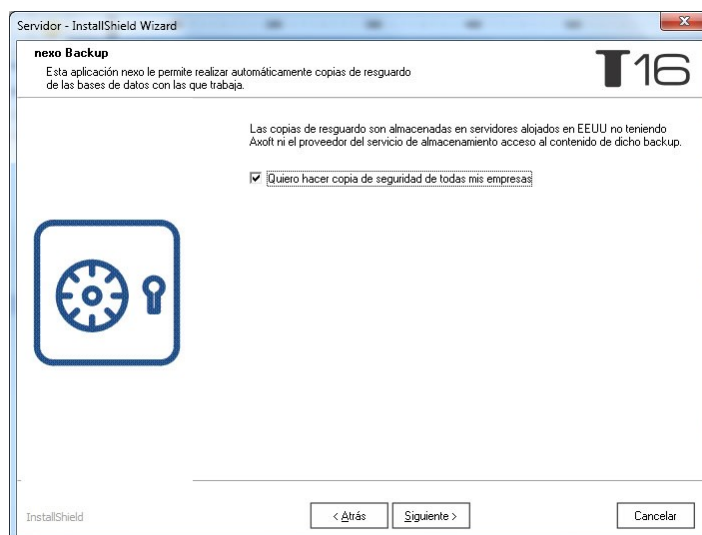 Servidor - InstallShield Wizard
nexo Backup
Esta aplicación nexo le permite realizar automáticamente copias de resguardo
de las bases de datos con las que trabaja.
T16
Las copias de resguardo son almacenadas en servidores alojados en EEUU no teniendo
Axoft ni el proveedor del servicio de almacenamiento acceso al contenido de dicho backup.
Quiero hacer copia de seguridad de todas mis empresas
InstallShield
< Atrás
Siguiente >
Cancelar